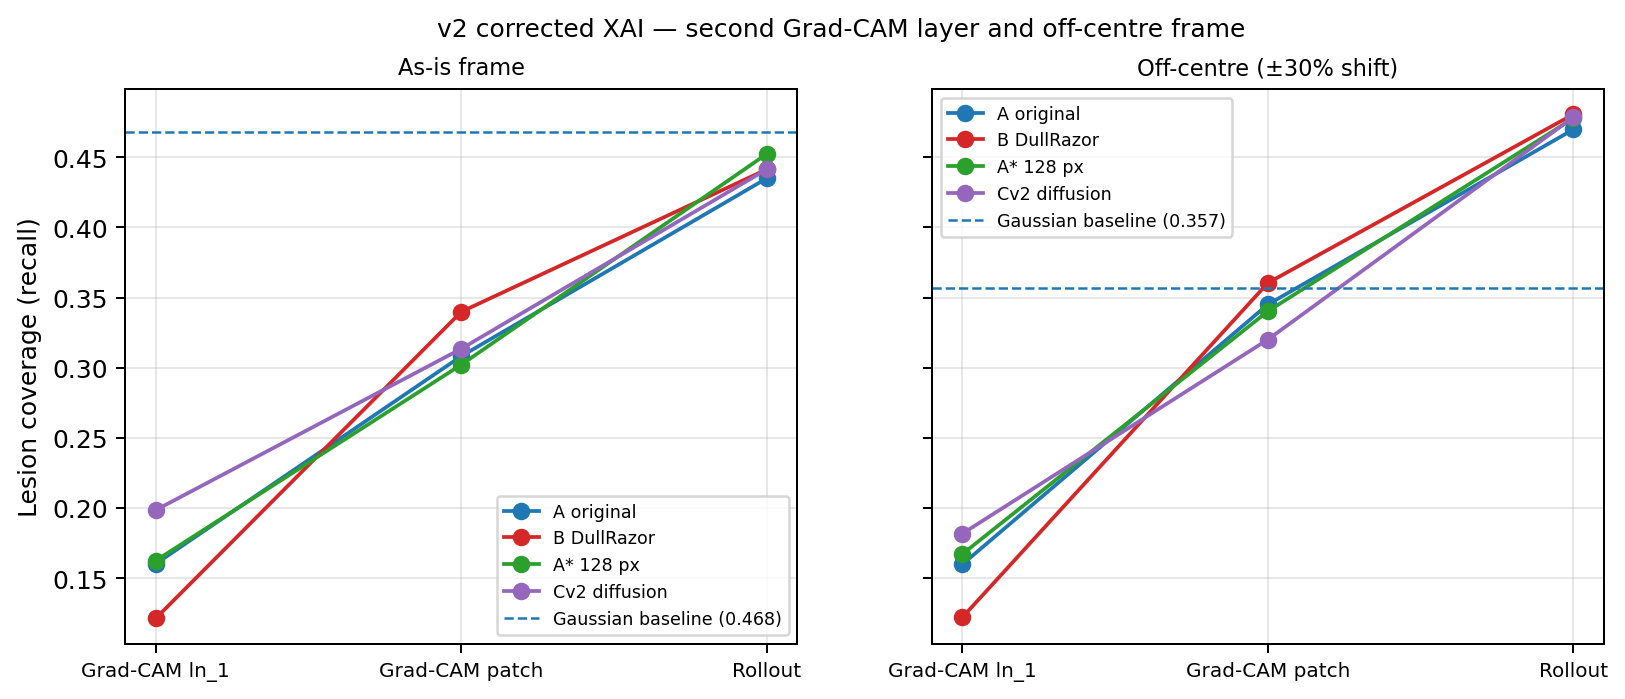 v2 corrected XAI — second Grad-CAM layer and off-centre frame
As-is frame
Lesion coverage (recall)
0.45
0.40
0.35
0.30
0.25
0.20
0.15
A original
B DullRazor
A* 128 px
Cv2 diffusion
Gaussian baseline (0.468)
Grad-CAM ln_1
Grad-CAM patch
Rollout
Off-centre (±30% shift)
A original
B DullRazor
A* 128 px
Cv2 diffusion
Gaussian baseline (0.357)
Grad-CAM ln_1
Grad-CAM patch
Rollout